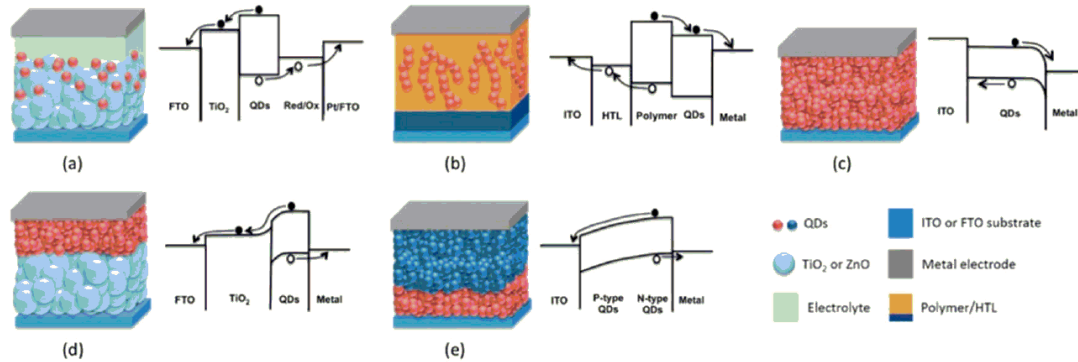 FTO TiO₂ QDs Red/Ox Pt/FTO
(a)
ITO HTL Polymer QDs Metal
(b)
ITO QDs Metal
(c)
FTO TiO₂ QDs Metal
(d)
ITO P-type QDs N-type QDs Metal
(e)
QDs
ITO or FTO substrate
TiO₂ or ZnO
Metal electrode
Electrolyte
Polymer/HTL